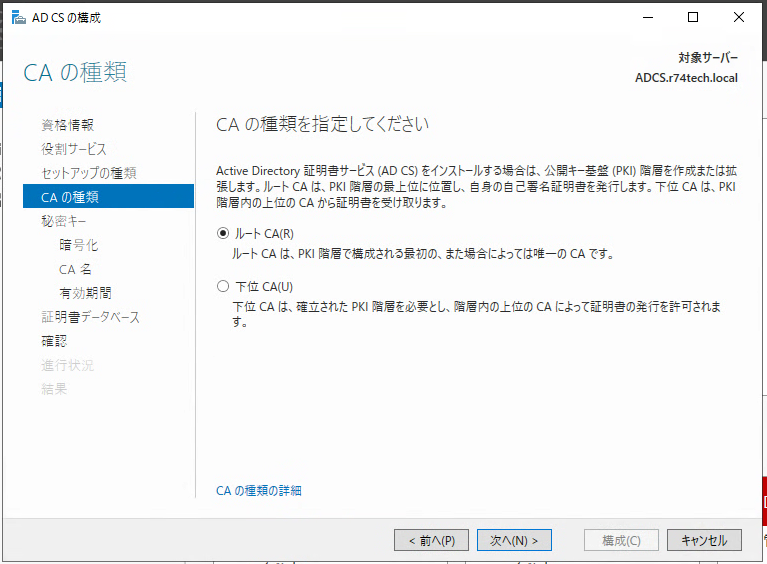 AD CS の構成
CA の種類
対象サーバー
ADCS.r74tech.local
資格情報
役割サービス
セットアップの種類
CA の種類
秘密キー
暗号化
CA 名
有効期間
証明書データベース
確認
進行状況
結果
CA の種類を指定してください
Active Directory 証明書サービス (AD CS) をインストールする場合は、公開キー基盤 (PKI) 階層を作成または拡
張します。ルート CA は、PKI 階層の最上位に位置し、自身の自己署名証明書を発行します。下位 CA は、PKI
階層内の上位の CA から証明書を受け取ります。
ルート CA(R)
ルート CA は、PKI 階層で構成される最初の、また場合によっては唯一の CA です。
下位 CA(U)
下位 CA は、確立された PKI 階層を必要とし、階層内の上位の CA によって証明書の発行を許可されま
す。
CA の種類の詳細
< 前へ(P)
次へ(N) >
構成(C)
キャンセル